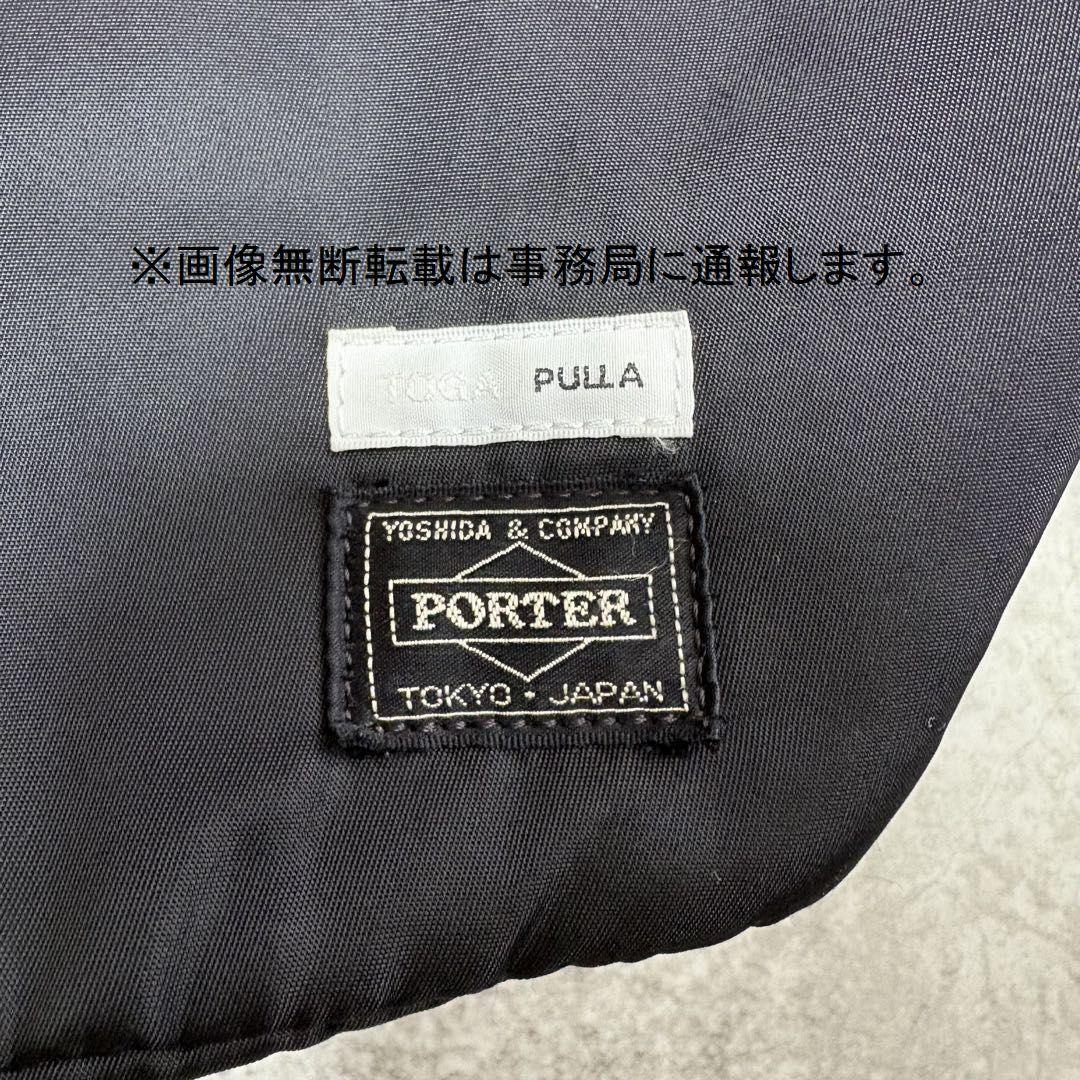 ※画像無断転載は事務局に通報します。
TOGA PULLA
YOSHIDA & COMPANY
PORTER
TOKYO・JAPAN